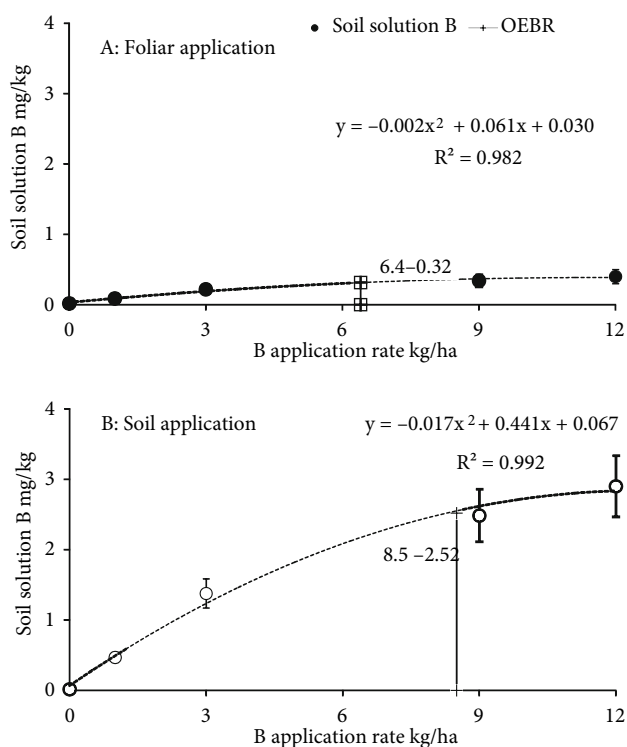 A: Foliar application
● Soil solution B -+- OEBR
Soil solution B mg/kg
4
3
2
1
0
y = –0.002x² + 0.061x + 0.030
R² = 0.982
6.4–0.32
0 3 6 9 12
B application rate kg/ha
B: Soil application
Soil solution B mg/kg
4
3
2
1
0
y = –0.017x² + 0.441x + 0.067
R² = 0.992
8.5 –2.52
0 3 6 9 12
B application rate kg/ha